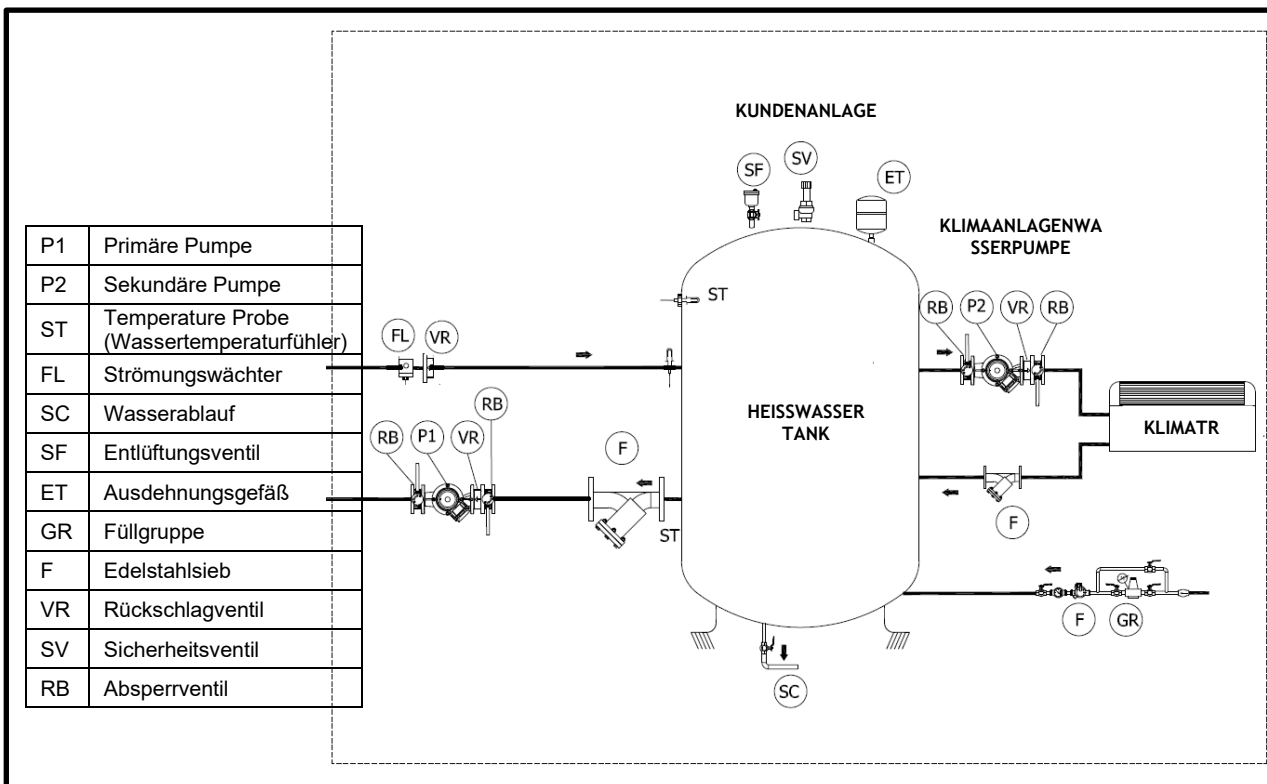 KUNDENANLAGE
SF
SV
ET
KLIMAANLAGENWA
SSERPUMPE
P1 Primäre Pumpe
P2 Sekundäre Pumpe
ST Temperature Probe
(Wassertemperaturfühler)
FL Strömungswächter
SC Wasserablauf
SF Entlüftungsventil
ET Ausdehnungsgefäß
GR Füllgruppe
F Edelstahlsieb
VR Rückschlagventil
SV Sicherheitsventil
RB Absperrventil
ST
FL VR
RB P2 VR RB
HEISSWASSER
TANK
KLIMATR
RB
RB P1 VR
F
ST
F
F GR
SC